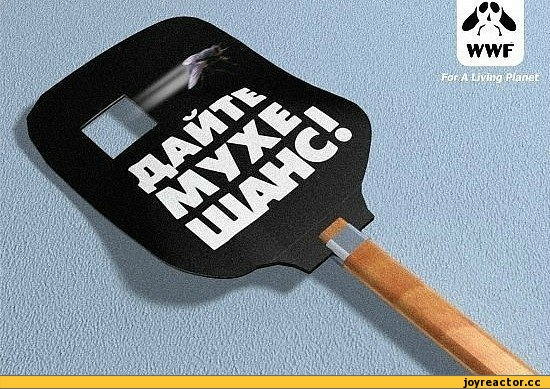 WWF
For A Living Planet
ДАЙТЕ
МУХЕ
ШАНС!
joyreactor.cc